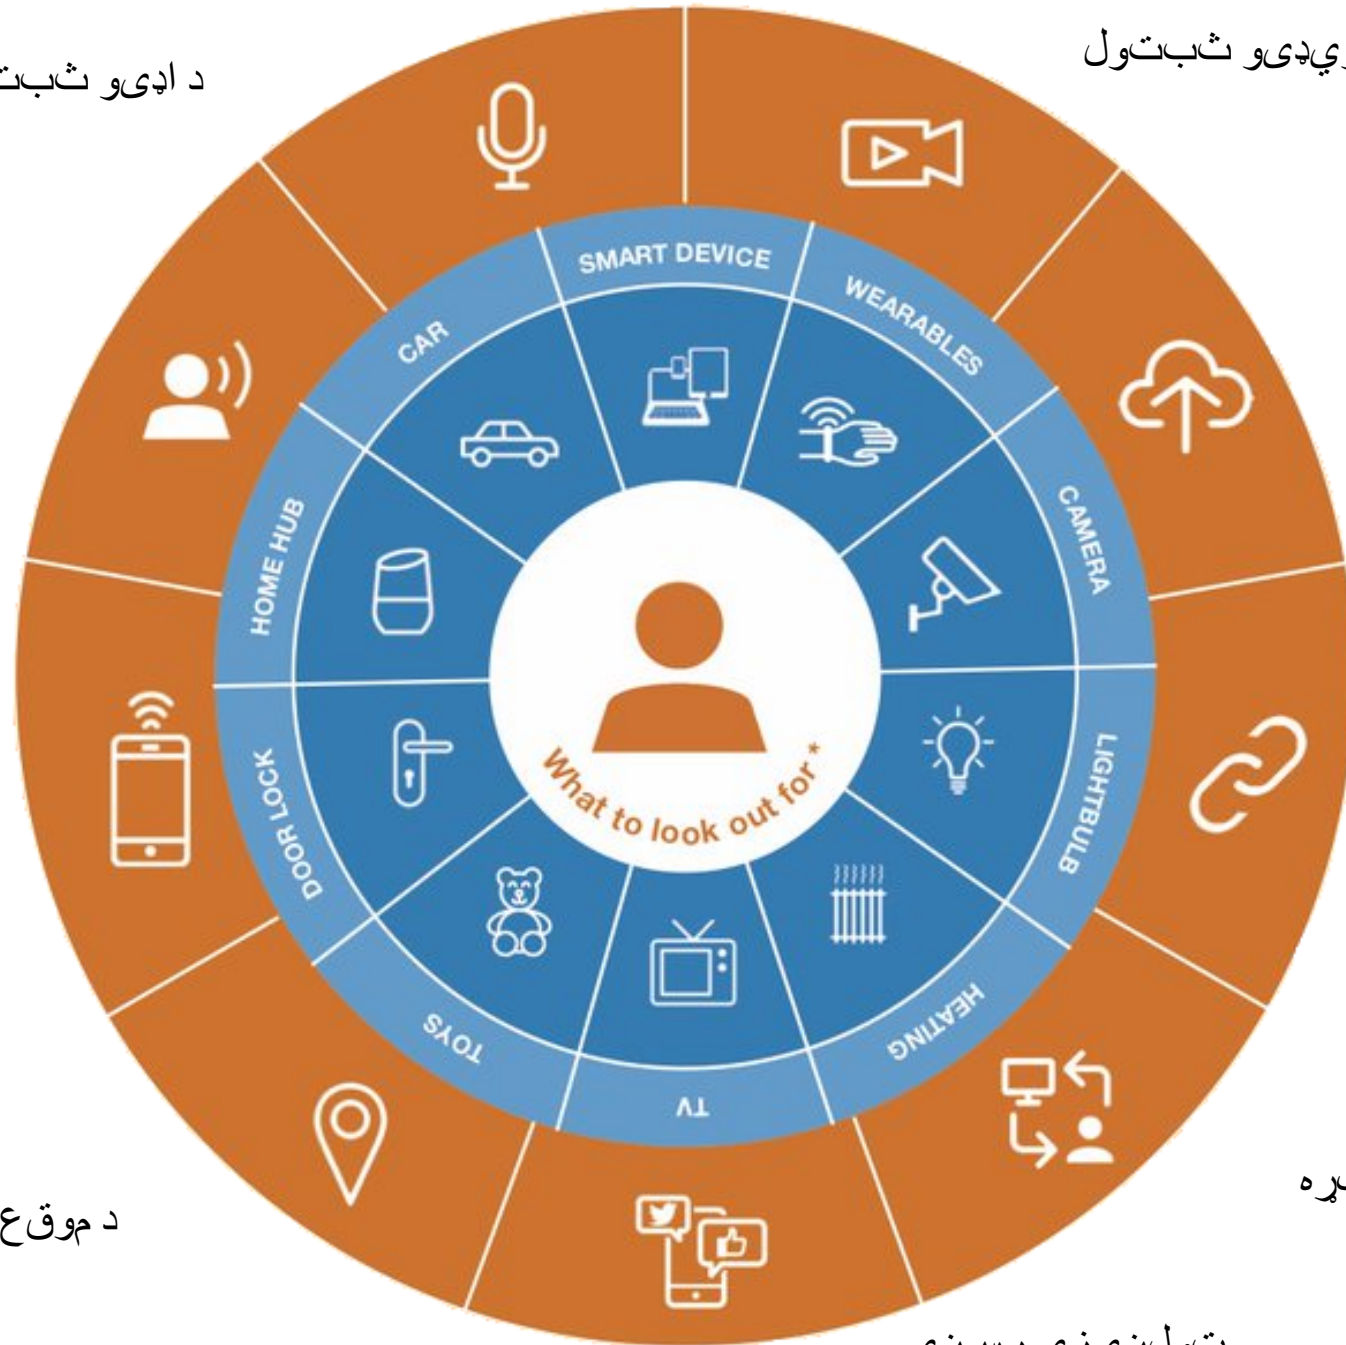 د اډیو ثبت
ویډیو ثبتول
SMART DEVICE
WEARABLES
CAMERA
LIGHTBULB
HEATING
TV
TOYS
DOOR LOCK
HOME HUB
CAR
What to look out for *
د موقع